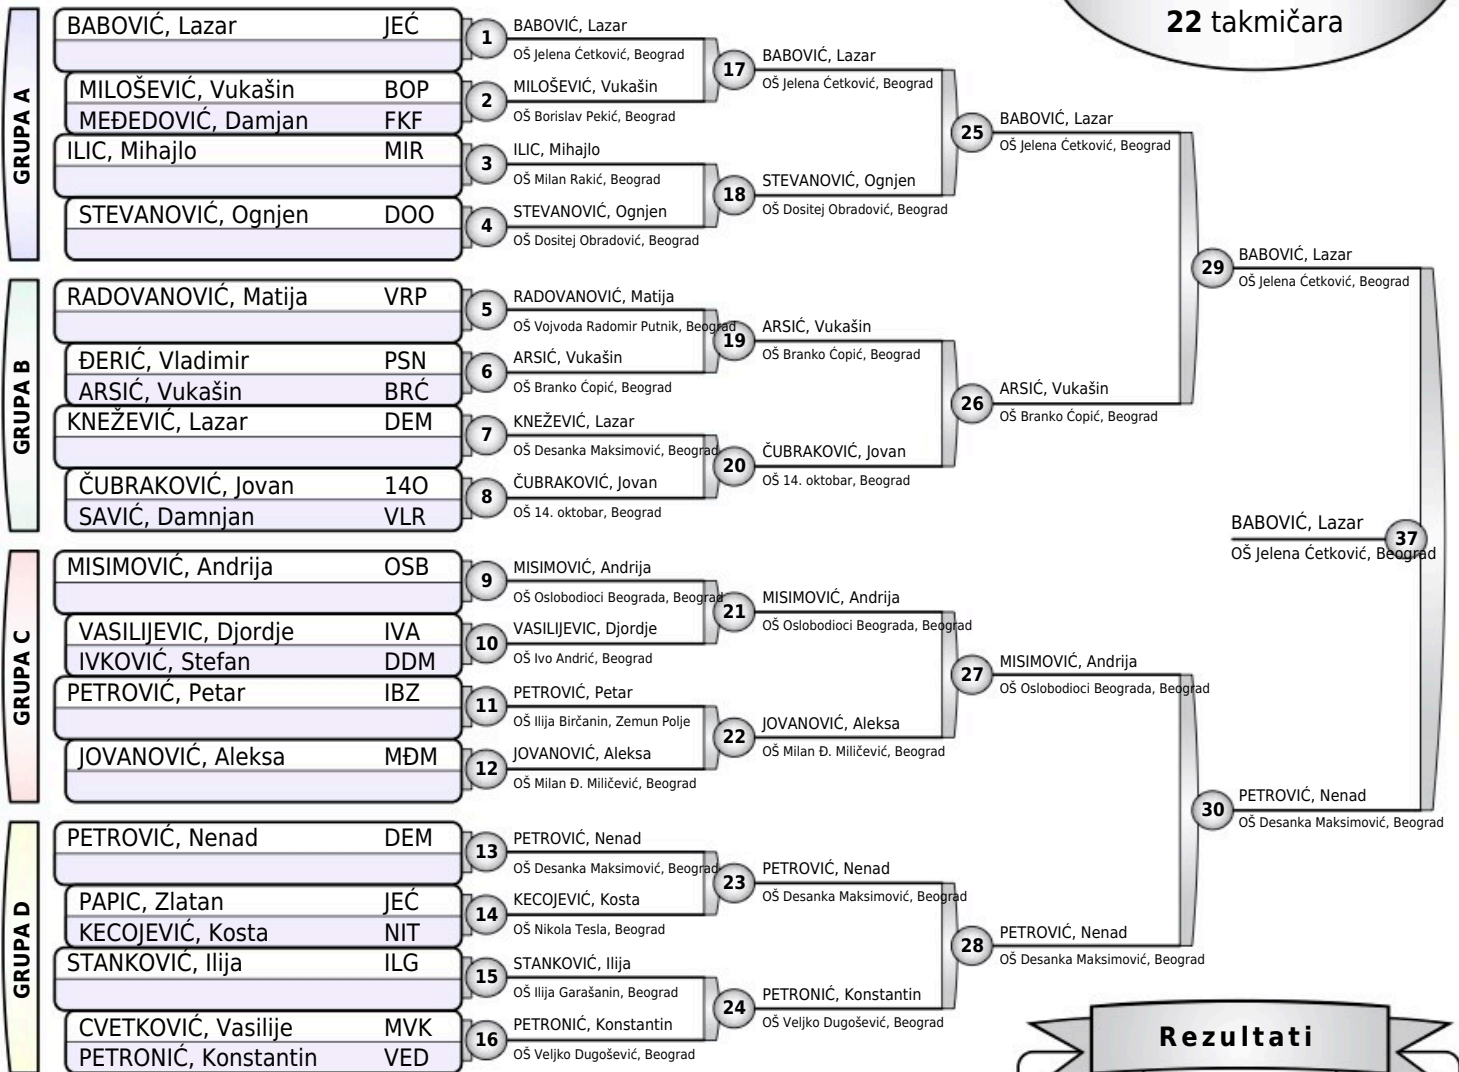 22 takmičara
GRUPA A
BABOVIĆ, Lazar JEĆ
MILOŠEVIĆ, Vukašin BOP
MEĐEDOVIĆ, Damjan FKF
ILIC, Mihajlo MIR
STEVANOVIĆ, Ognjen DOO
GRUPA B
RADOVANOVIĆ, Matija VRP
ĐERIĆ, Vladimir PSN
ARSIĆ, Vukašin BRĆ
KNEŽEVIĆ, Lazar DEM
ČUBRAKOVIĆ, Jovan 14O
SAVIĆ, Damnjan VLR
GRUPA C
MISIMOVIĆ, Andrija OSB
VASILIJEVIC, Djordje IVA
IVKOVIĆ, Stefan DDM
PETROVIĆ, Petar IBZ
JOVANOVIĆ, Aleksa MĐM
GRUPA D
PETROVIĆ, Nenad DEM
PAPIC, Zlatan JEĆ
KECOJEVIĆ, Kosta NIT
STANKOVIĆ, Ilija ILG
CVETKOVIĆ, Vasilije MVK
PETRONIĆ, Konstantin VED
1 BABOVIĆ, Lazar
OŠ Jelena Ćetković, Beograd
2 MILOŠEVIĆ, Vukašin
OŠ Borislav Pekić, Beograd
3 ILIC, Mihajlo
OŠ Milan Rakić, Beograd
4 STEVANOVIĆ, Ognjen
OŠ Dositej Obradović, Beograd
5 RADOVANOVIĆ, Matija
OŠ Vojvoda Radomir Putnik, Beograd
6 ARSIĆ, Vukašin
OŠ Branko Ćopić, Beograd
7 KNEŽEVIĆ, Lazar
OŠ Desanka Maksimović, Beograd
8 ČUBRAKOVIĆ, Jovan
OŠ 14. oktobar, Beograd
9 MISIMOVIĆ, Andrija
OŠ Oslobodioci Beograda, Beograd
10 VASILIJEVIC, Djordje
OŠ Ivo Andrić, Beograd
11 PETROVIĆ, Petar
OŠ Ilija Birčanin, Zemun Polje
12 JOVANOVIĆ, Aleksa
OŠ Milan Đ. Miličević, Beograd
13 PETROVIĆ, Nenad
OŠ Desanka Maksimović, Beograd
14 KECOJEVIĆ, Kosta
OŠ Nikola Tesla, Beograd
15 STANKOVIĆ, Ilija
OŠ Ilija Garašanin, Beograd
16 PETRONIĆ, Konstantin
OŠ Veljko Dugošević, Beograd
17 BABOVIĆ, Lazar
OŠ Jelena Ćetković, Beograd
18 STEVANOVIĆ, Ognjen
OŠ Dositej Obradović, Beograd
19 ARSIĆ, Vukašin
OŠ Branko Ćopić, Beograd
20 ČUBRAKOVIĆ, Jovan
OŠ 14. oktobar, Beograd
21 MISIMOVIĆ, Andrija
OŠ Oslobodioci Beograda, Beograd
22 JOVANOVIĆ, Aleksa
OŠ Milan Đ. Miličević, Beograd
23 PETROVIĆ, Nenad
OŠ Desanka Maksimović, Beograd
24 PETRONIĆ, Konstantin
OŠ Veljko Dugošević, Beograd
25 BABOVIĆ, Lazar
OŠ Jelena Ćetković, Beograd
26 ARSIĆ, Vukašin
OŠ Branko Ćopić, Beograd
27 MISIMOVIĆ, Andrija
OŠ Oslobodioci Beograda, Beograd
28 PETROVIĆ, Nenad
OŠ Desanka Maksimović, Beograd
29 BABOVIĆ, Lazar
OŠ Jelena Ćetković, Beograd
30 PETROVIĆ, Nenad
OŠ Desanka Maksimović, Beograd
BABOVIĆ, Lazar 37
OŠ Jelena Ćetković, Beograd
Rezultati